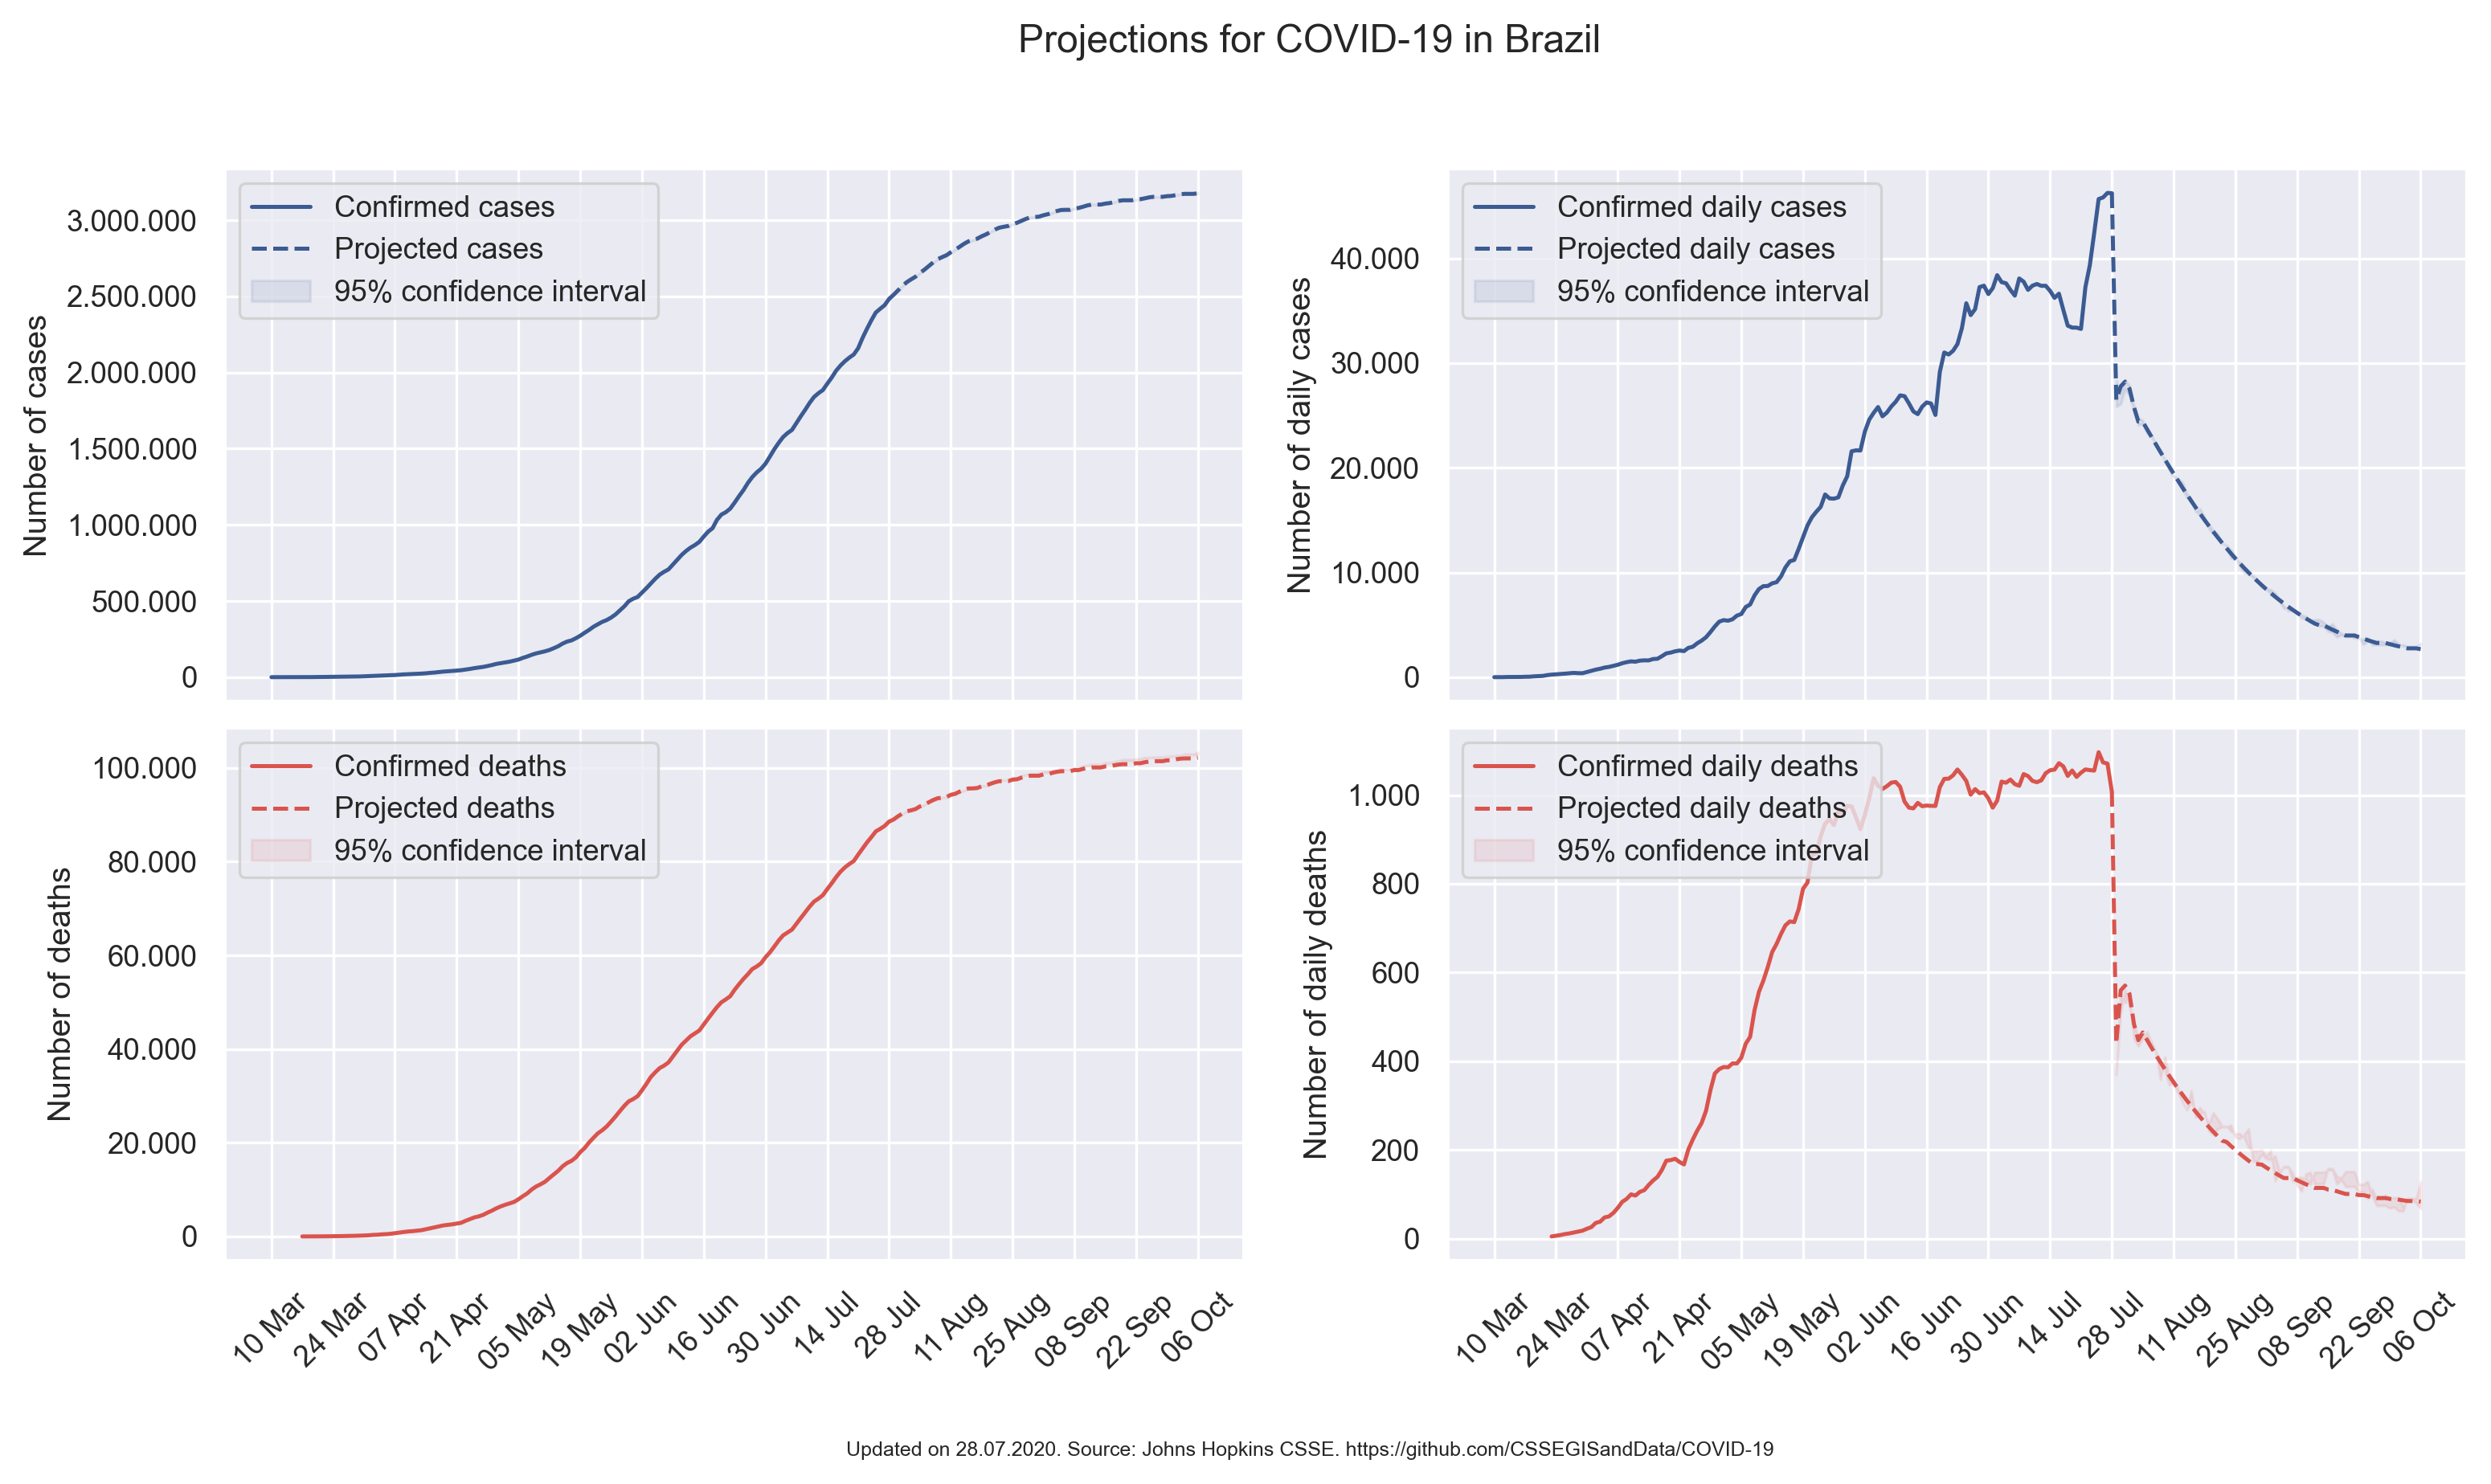 Projections for COVID-19 in Brazil
Confirmed cases
Projected cases
95% confidence interval
Number of cases
3.000.000
2.500.000
2.000.000
1.500.000
1.000.000
500.000
0
Confirmed daily cases
Projected daily cases
95% confidence interval
Number of daily cases
40.000
30.000
20.000
10.000
0
Confirmed deaths
Projected deaths
95% confidence interval
Number of deaths
100.000
80.000
60.000
40.000
20.000
0
10 Mar
24 Mar
07 Apr
21 Apr
05 May
19 May
02 Jun
16 Jun
30 Jun
14 Jul
28 Jul
11 Aug
25 Aug
08 Sep
22 Sep
06 Oct
Confirmed daily deaths
Projected daily deaths
95% confidence interval
Number of daily deaths
1.000
800
600
400
200
0
10 Mar
24 Mar
07 Apr
21 Apr
05 May
19 May
02 Jun
16 Jun
30 Jun
14 Jul
28 Jul
11 Aug
25 Aug
08 Sep
22 Sep
06 Oct
Updated on 28.07.2020. Source: Johns Hopkins CSSE. https://github.com/CSSEGISandData/COVID-19